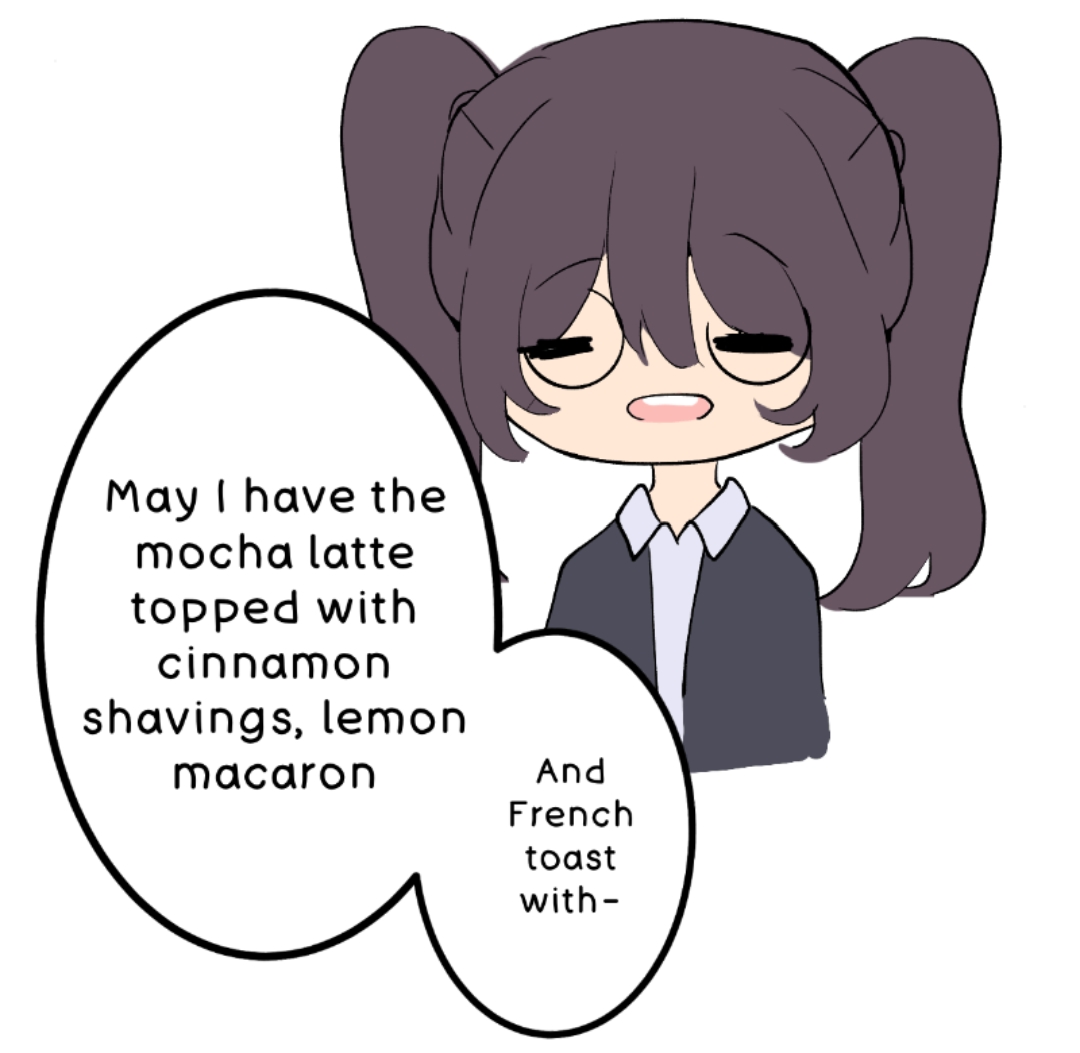 May I have the
mocha latte
topped with
cinnamon
shavings, lemon
macaron
And
French
toast
with-